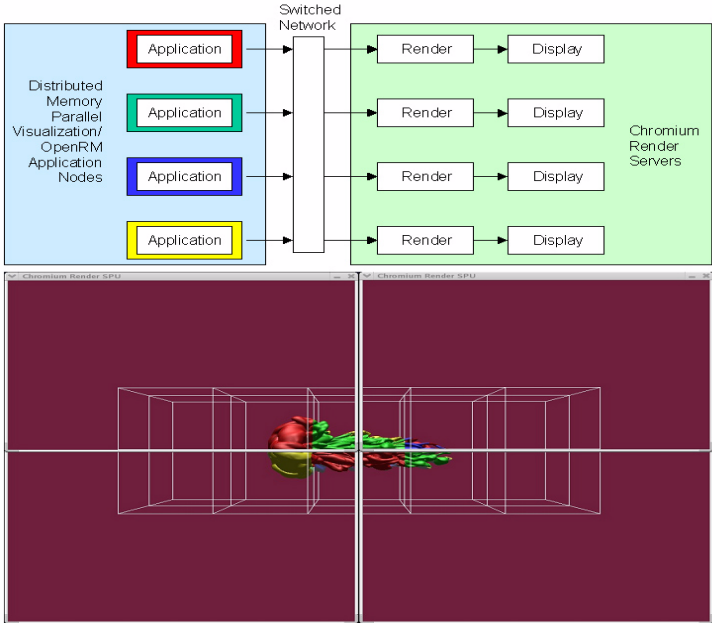 Switched
Network
Distributed
Memory
Parallel
Visualization/
OpenRM
Application
Nodes
Application
Render
Display
Application
Render
Display
Application
Render
Display
Application
Render
Display
Chromium
Render
Servers
Chromium Render SPU
Chromium Render SPU